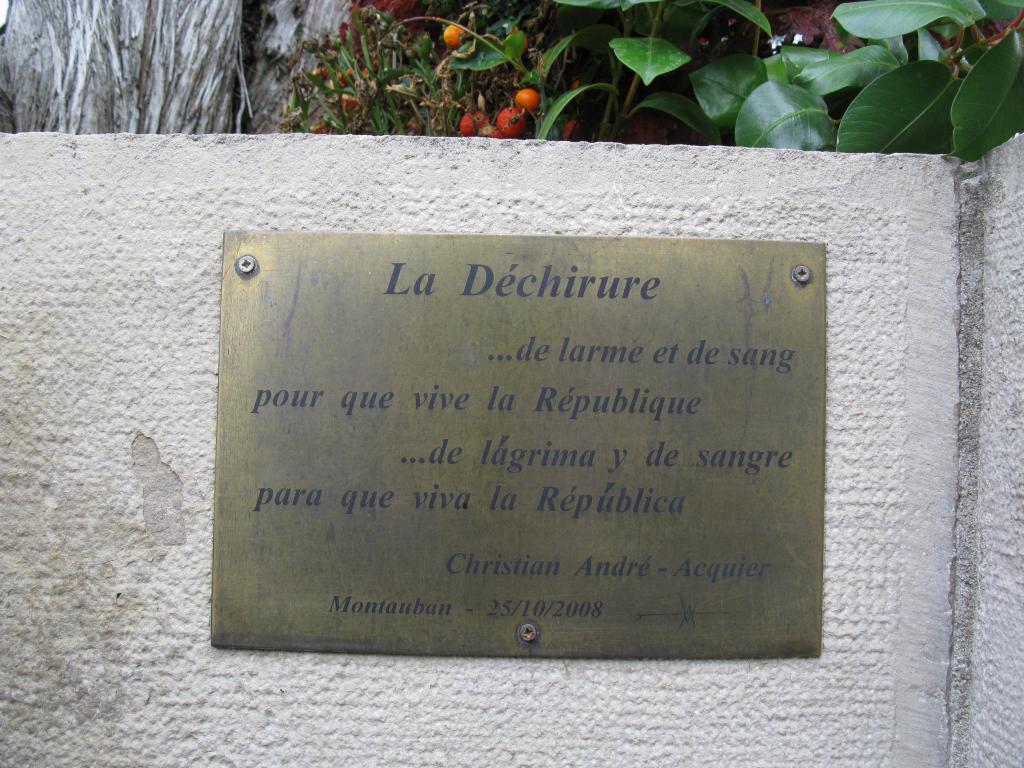 La Déchirure
...de larme et de sang
pour que vive la République
...de lágrima y de sangre
para que viva la Répública
Christian André - Acquier
Montauban - 25/10/2008